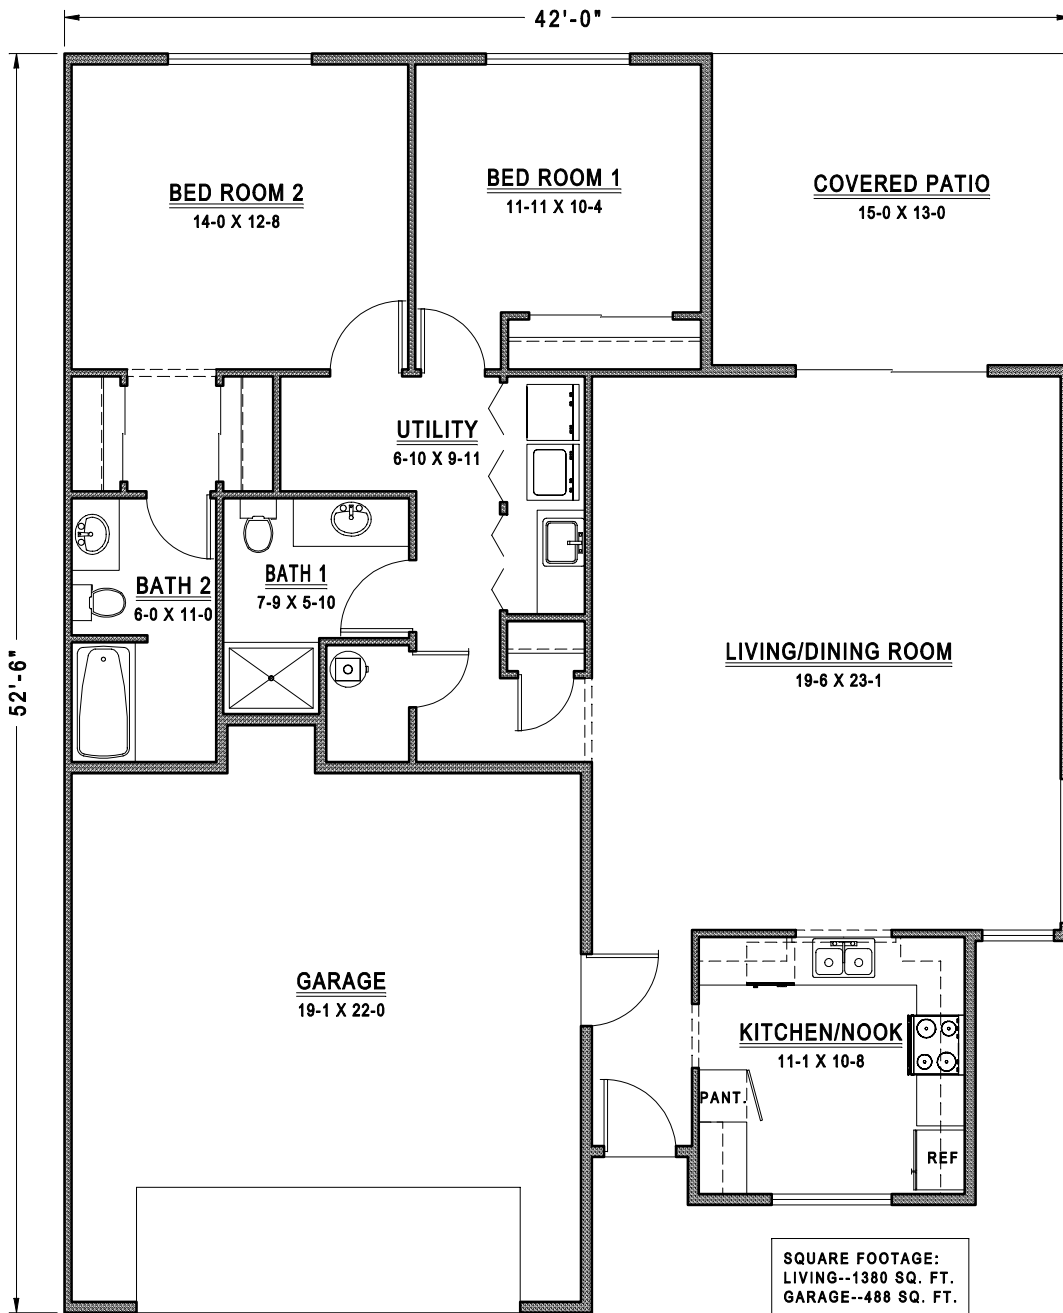 42'-0"
BED ROOM 2
14-0 X 12-8
BED ROOM 1
11-11 X 10-4
COVERED PATIO
15-0 X 13-0
UTILITY
6-10 X 9-11
BATH 2
6-0 X 11-0
BATH 1
7-9 X 5-10
52'-6"
LIVING/DINING ROOM
19-6 X 23-1
GARAGE
19-1 X 22-0
KITCHEN/NOOK
11-1 X 10-8
PANT.
REF
SQUARE FOOTAGE:
LIVING--1380 SQ. FT.
GARAGE--488 SQ. FT.